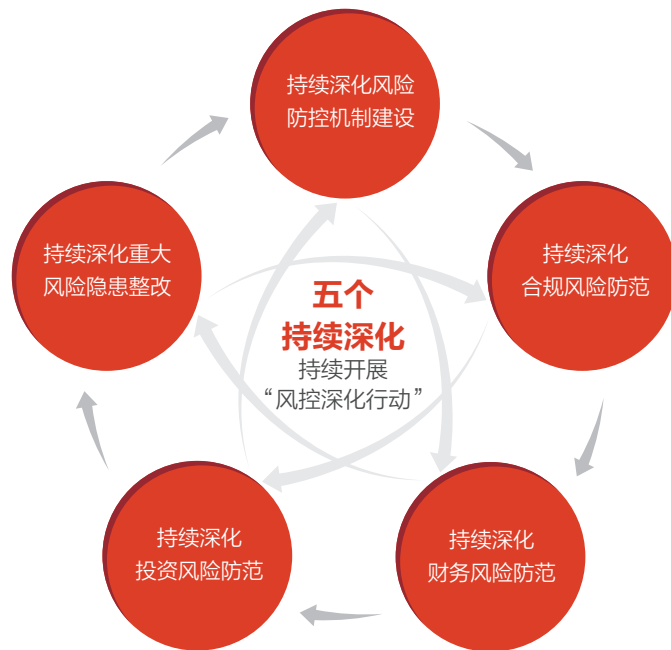 持续深化风险
防控机制建设
持续深化重大
风险隐患整改
持续深化
合规风险防范
五个
持续深化
持续开展
“风控深化行动”
持续深化
投资风险防范
持续深化
财务风险防范